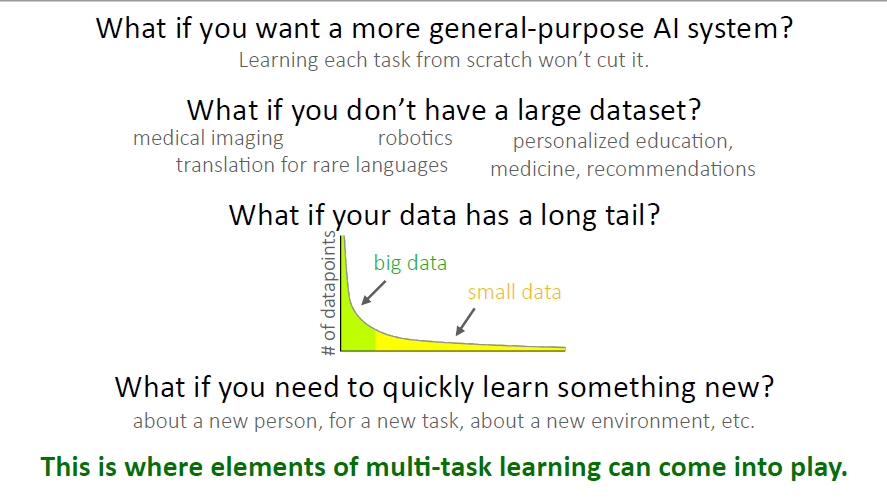 What if you want a more general-purpose AI system?
Learning each task from scratch won't cut it.
What if you don't have a large dataset?
medical imaging
robotics
translation for rare languages
personalized education,
medicine, recommendations
What if your data has a long tail?
# of datapoints
big data
small data
What if you need to quickly learn something new?
about a new person, for a new task, about a new environment, etc.
This is where elements of multi-task learning can come into play.